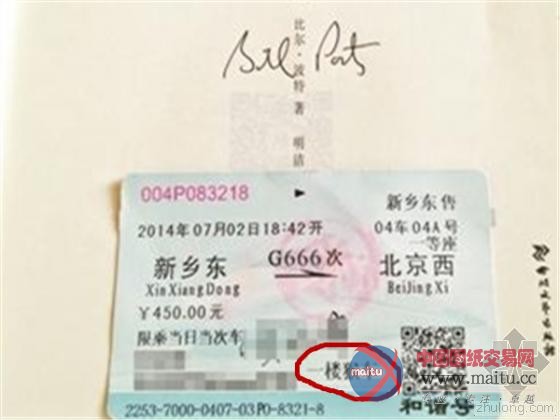 Bill Porter
比尔·波特 著 明洁
004P083218
新乡东售
2014年07月02日18:42开
04车04A号
一等座
新乡东
G666次
北京西
XinXiangDong
BeiJingXi
￥450.00元
限乘当日当次车
一楼
maitu
中国图纸交易网
www.maitu.cc
和谐号
2253-7000-0407-03P0-8321-8
zhulong.com